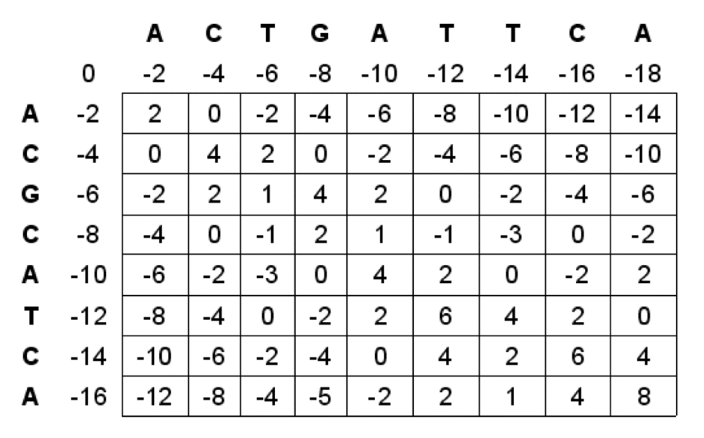 A C T G A T T C A
0 -2 -4 -6 -8 -10 -12 -14 -16 -18
A -2 2 0 -2 -4 -6 -8 -10 -12 -14
C -4 0 4 2 0 -2 -4 -6 -8 -10
G -6 -2 2 1 4 2 0 -2 -4 -6
C -8 -4 0 -1 2 1 -1 -3 0 -2
A -10 -6 -2 -3 0 4 2 0 -2 2
T -12 -8 -4 0 -2 2 6 4 2 0
C -14 -10 -6 -2 -4 0 4 2 6 4
A -16 -12 -8 -4 -5 -2 2 1 4 8